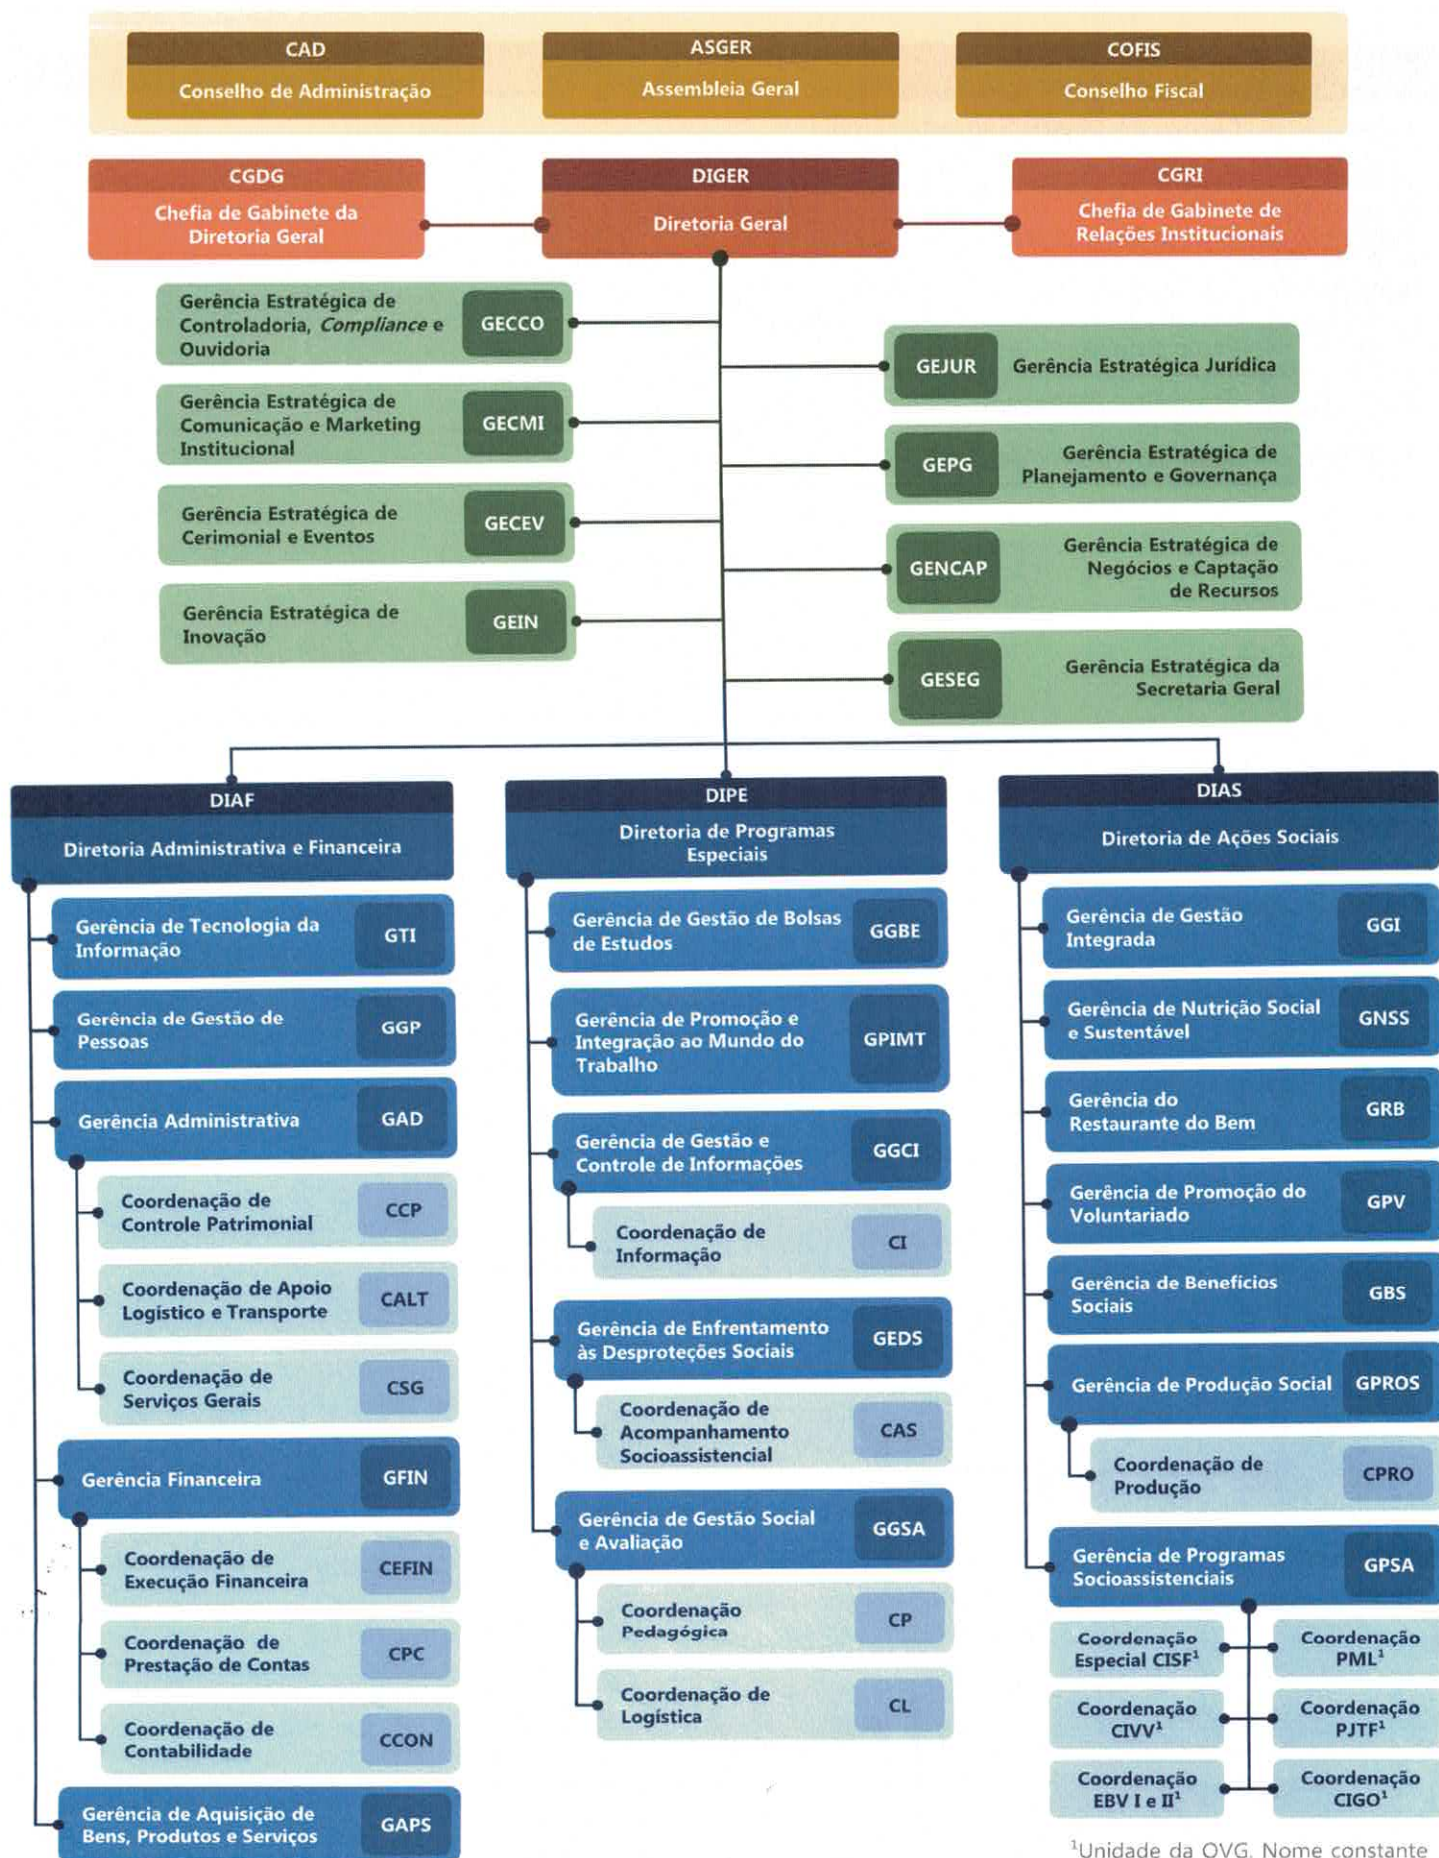 CAD
Conselho de Administração
ASGER
Assembleia Geral
COFIS
Conselho Fiscal
CGDG
Chefia de Gabinete da
Diretoria Geral
DIGER
Diretoria Geral
CGRI
Chefia de Gabinete de
Relações Institucionais
Gerência Estratégica de
Controladoria, Compliance e
Ouvidoria
GECCO
Gerência Estratégica de
Comunicação e Marketing
Institucional
GECMI
Gerência Estratégica de
Cerimonial e Eventos
GECEV
Gerência Estratégica de
Inovação
GEIN
GEJUR
Gerência Estratégica Jurídica
GEPG
Gerência Estratégica de
Planejamento e Governança
GENCAP
Gerência Estratégica de
Negócios e Captação
de Recursos
GESEG
Gerência Estratégica da
Secretaria Geral
DIAF
Diretoria Administrativa e Financeira
Gerência de Tecnologia da
Informação
GTI
Gerência de Gestão de
Pessoas
GGP
Gerência Administrativa
GAD
Coordenação de
Controle Patrimonial
CCP
Coordenação de Apoio
Logístico e Transporte
CALT
Coordenação de
Serviços Gerais
CSG
Gerência Financeira
GFIN
Coordenação de
Execução Financeira
CEFIN
Coordenação de
Prestação de Contas
CPC
Coordenação de
Contabilidade
CCON
Gerência de Aquisição de
Bens, Produtos e Serviços
GAPS
DIPE
Diretoria de Programas
Especiais
Gerência de Gestão de Bolsas
de Estudos
GGBE
Gerência de Promoção e
Integração ao Mundo do
Trabalho
GPIMT
Gerência de Gestão e
Controle de Informações
GGCI
Coordenação de
Informação
CI
Gerência de Enfrentamento
às Desproteções Sociais
GEDS
Coordenação de
Acompanhamento
Socioassistencial
CAS
Gerência de Gestão Social
e Avaliação
GGSA
Coordenação
Pedagógica
CP
Coordenação de
Logística
CL
DIAS
Diretoria de Ações Sociais
Gerência de Gestão
Integrada
GGI
Gerência de Nutrição Social
e Sustentável
GNSS
Gerência do
Restaurante do Bem
GRB
Gerência de Promoção do
Voluntariado
GPV
Gerência de Benefícios
Sociais
GBS
Gerência de Produção Social
GPROS
Coordenação de
Produção
CPRO
Gerência de Programas
Socioassistenciais
GPSA
Coordenação
Especial CISF¹
Coordenação
PML¹
Coordenação
CIVV¹
Coordenação
PJTF¹
Coordenação
EBV I e II¹
Coordenação
CIGO¹
¹Unidade da OVG. Nome constante